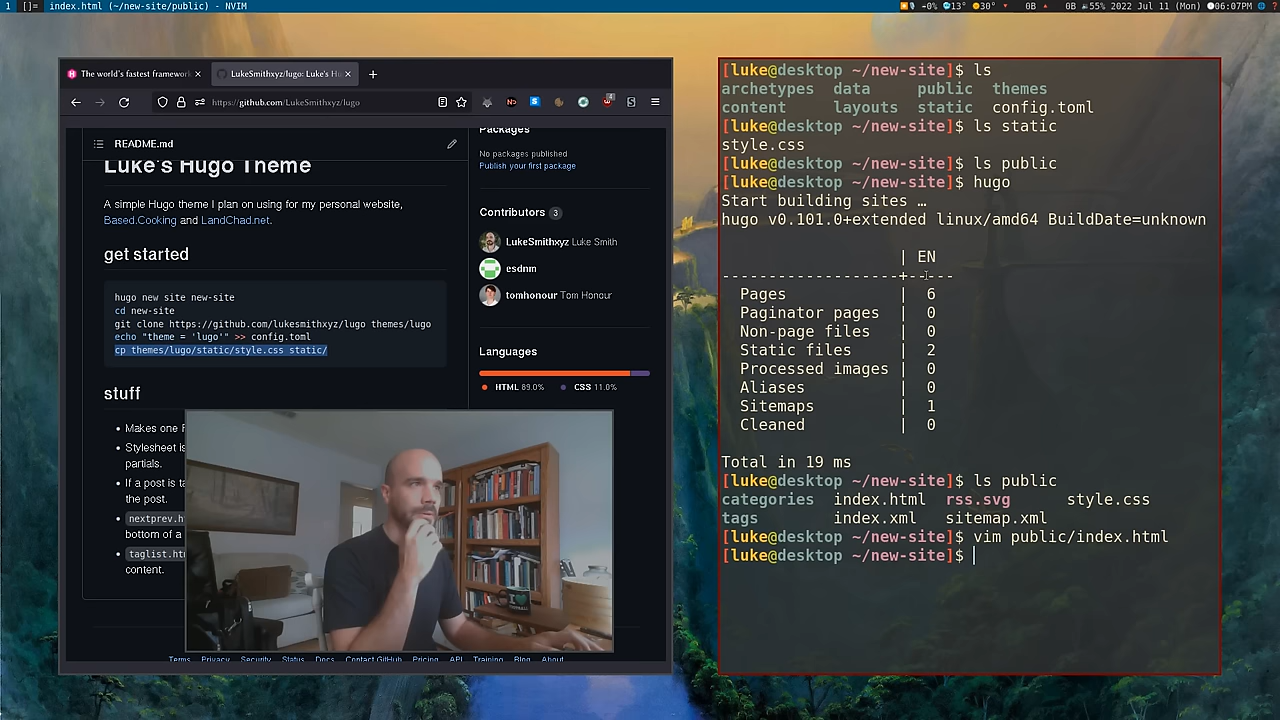 1 []= index.html (~/new-site/public) - NVIM
+0% 13° 30° 0B 0B 55% 2022 Jul 11 (Mon) 06:07PM
The world's fastest framework
LukeSmithxyz/lugo: Luke's Hu
https://github.com/LukeSmithxyz/lugo
README.md
Luke's Hugo Theme
A simple Hugo theme I plan on using for my personal website,
Based.Cooking and LandChad.net.
get started
hugo new site new-site
cd new-site
git clone https://github.com/lukesmithxyz/lugo themes/lugo
echo "theme = 'lugo'" >> config.toml
cp themes/lugo/static/style.css static/
stuff
Makes one
Stylesheet is
partials.
If a post is ta
the post.
nextprev.h
bottom of a
taglist.ht
content.
Packages
No packages published
Publish your first package
Contributors 3
LukeSmithxyz Luke Smith
esdnm
tomhonour Tom Honour
Languages
HTML 89.0% CSS 11.0%
Terms Privacy Security Status Docs Contact GitHub Pricing API Training Blog About
[luke@desktop ~/new-site]$ ls
archetypes data public themes
content layouts static config.toml
[luke@desktop ~/new-site]$ ls static
style.css
[luke@desktop ~/new-site]$ ls public
[luke@desktop ~/new-site]$ hugo
Start building sites …
hugo v0.101.0+extended linux/amd64 BuildDate=unknown
| EN
-------------------+-----
Pages | 6
Paginator pages | 0
Non-page files | 0
Static files | 2
Processed images | 0
Aliases | 0
Sitemaps | 1
Cleaned | 0
Total in 19 ms
[luke@desktop ~/new-site]$ ls public
categories index.html rss.svg style.css
tags index.xml sitemap.xml
[luke@desktop ~/new-site]$ vim public/index.html
[luke@desktop ~/new-site]$